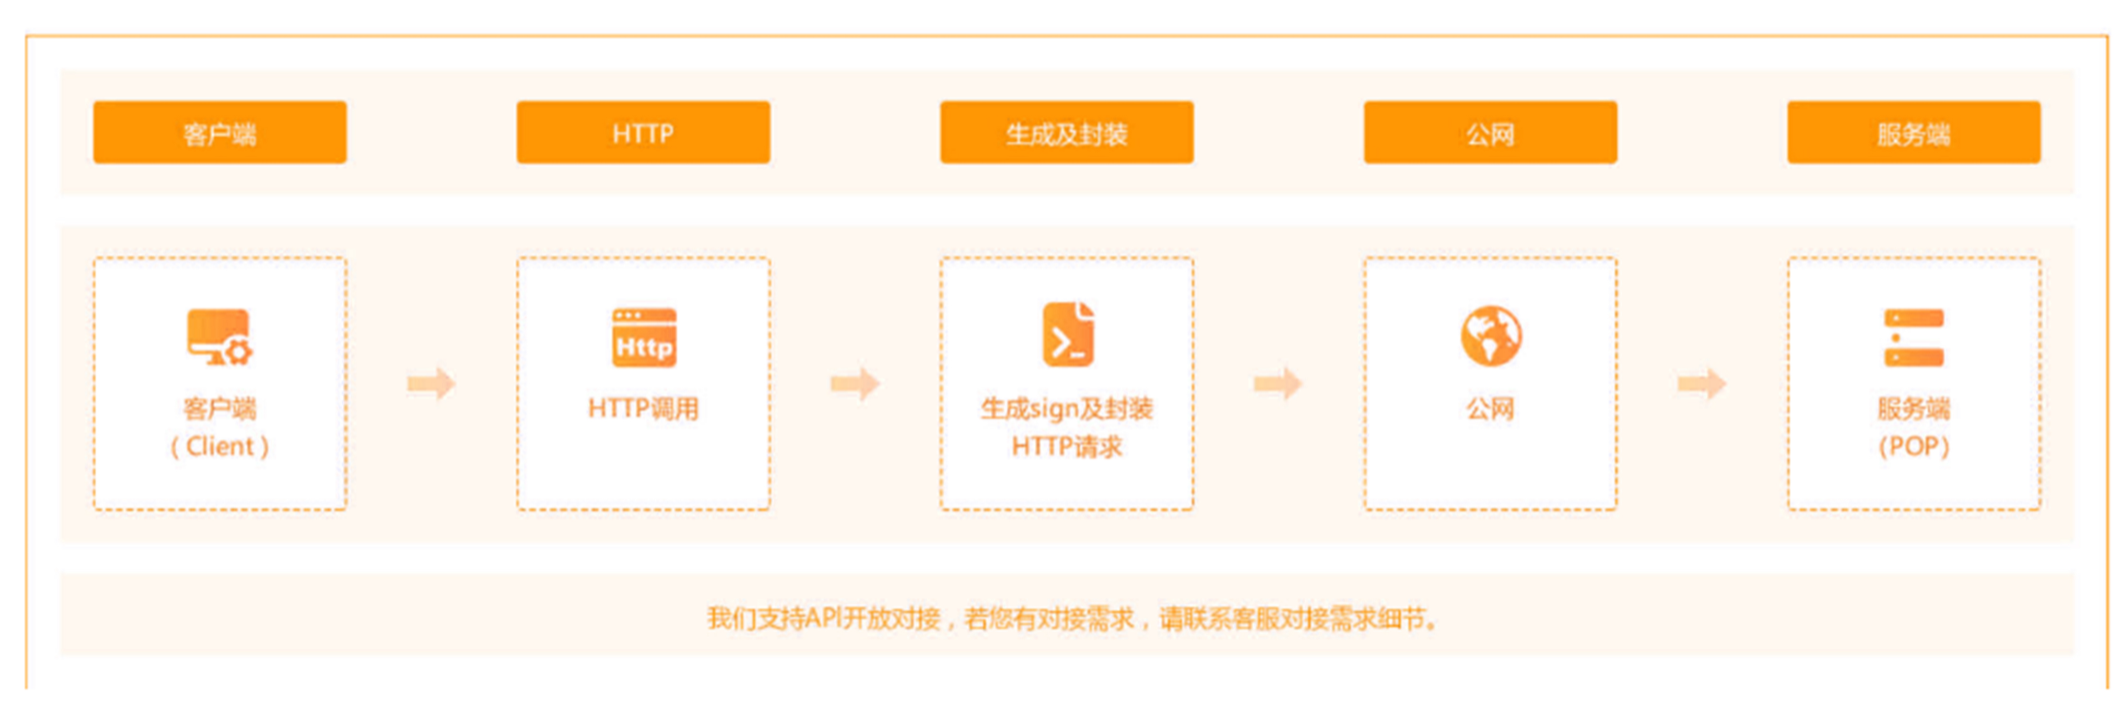 客户端
HTTP
生成及封装
公网
服务端
Http
客户端
（Client）
HTTP调用
生成sign及封装
HTTP请求
公网
服务端
(POP)
我们支持API开放对接，若您有对接需求，请联系客服对接需求细节。